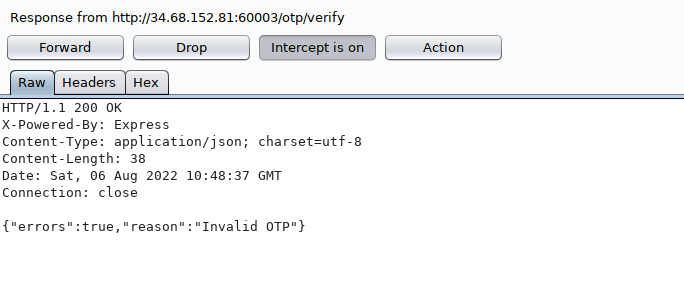 Response from http://34.68.152.81:60003/otp/verify
Forward Drop Intercept is on Action
Raw Headers Hex
HTTP/1.1 200 OK
X-Powered-By: Express
Content-Type: application/json; charset=utf-8
Content-Length: 38
Date: Sat, 06 Aug 2022 10:48:37 GMT
Connection: close
{"errors":true,"reason":"Invalid OTP"}